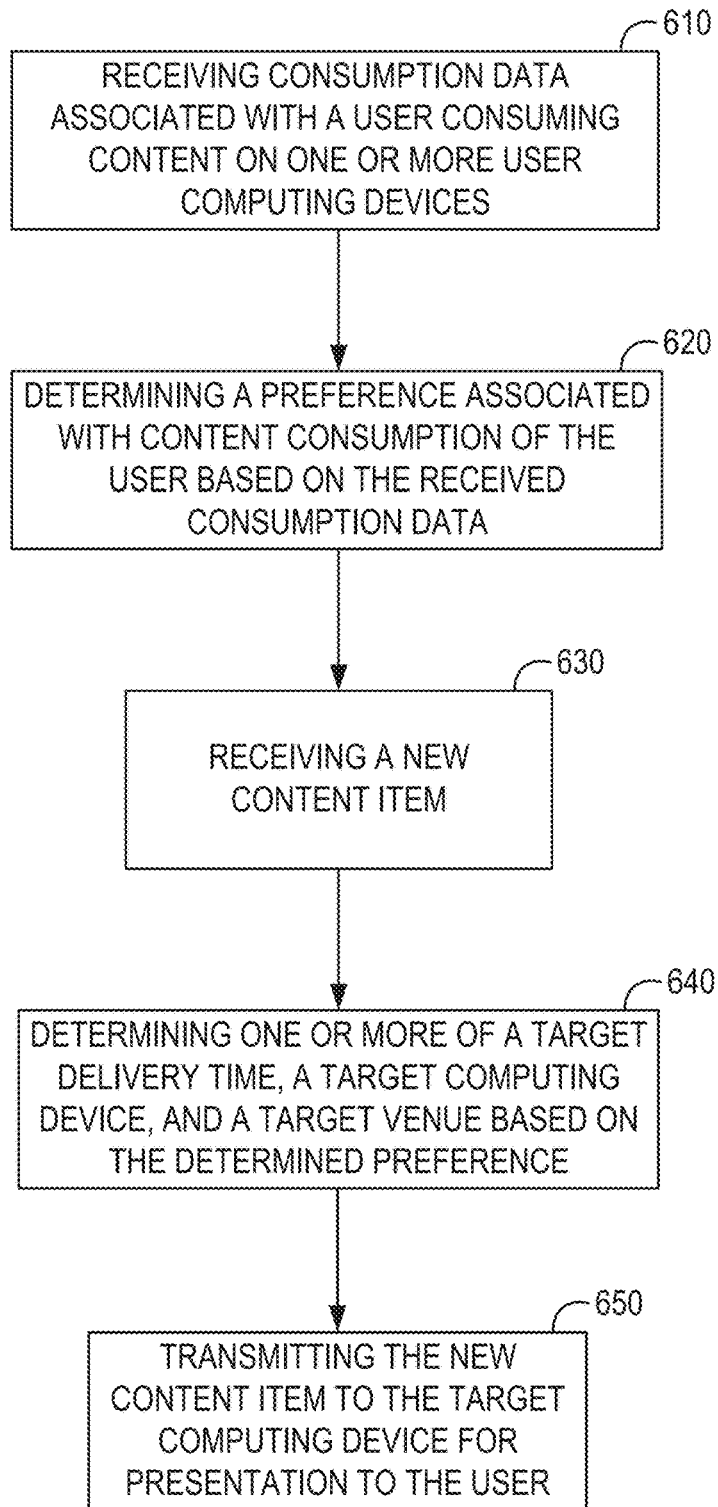 610
RECEIVING CONSUMPTION DATA
ASSOCIATED WITH A USER CONSUMING
CONTENT ON ONE OR MORE USER
COMPUTING DEVICES
620
DETERMINING A PREFERENCE ASSOCIATED
WITH CONTENT CONSUMPTION OF THE
USER BASED ON THE RECEIVED
CONSUMPTION DATA
630
RECEIVING A NEW
CONTENT ITEM
640
DETERMINING ONE OR MORE OF A TARGET
DELIVERY TIME, A TARGET COMPUTING
DEVICE, AND A TARGET VENUE BASED ON
THE DETERMINED PREFERENCE
650
TRANSMITTING THE NEW
CONTENT ITEM TO THE TARGET
COMPUTING DEVICE FOR
PRESENTATION TO THE USER